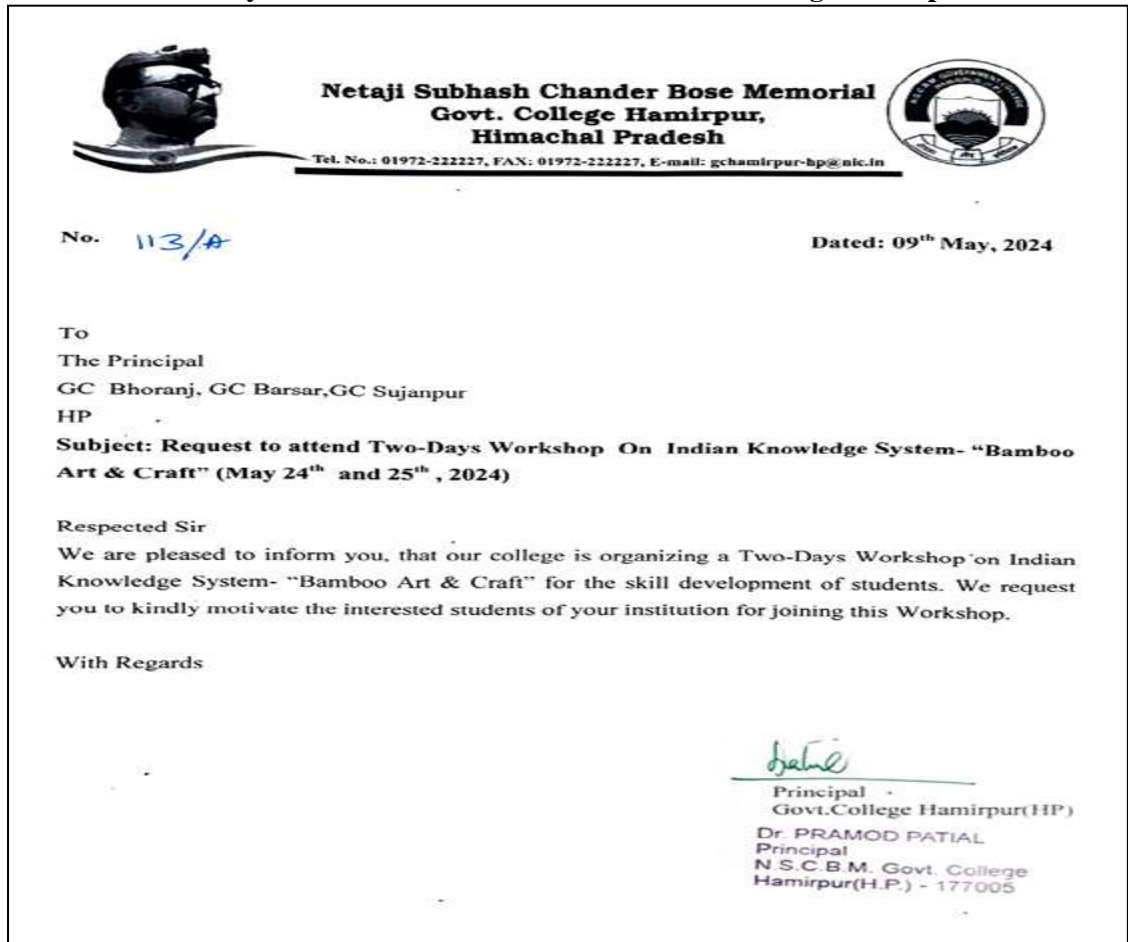 Netaji Subhash Chander Bose Memorial
Govt. College Hamirpur,
Himachal Pradesh
Tel. No.: 01972-222227, FAX: 01972-222227, E-mail: gchamirpur-hp@nic.in
No. 113/A
Dated: 09th May, 2024
To
The Principal
GC Bhoranj, GC Barsar,GC Sujanpur
HP
Subject: Request to attend Two-Days Workshop On Indian Knowledge System- “Bamboo
Art & Craft” (May 24th and 25th , 2024)
Respected Sir
We are pleased to inform you, that our college is organizing a Two-Days Workshop on Indian
Knowledge System- “Bamboo Art & Craft” for the skill development of students. We request
you to kindly motivate the interested students of your institution for joining this Workshop.
With Regards
Principal
Govt.College Hamirpur(HP)
Dr. PRAMOD PATIAL
Principal
N.S.C.B.M. Govt. College
Hamirpur(H.P.) - 177005